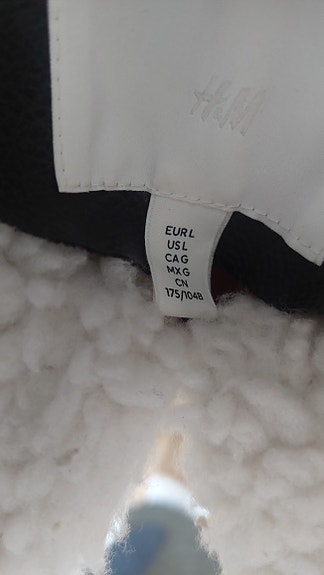 H&M
EUR L
US L
CA G
MX G
CN
175/104B